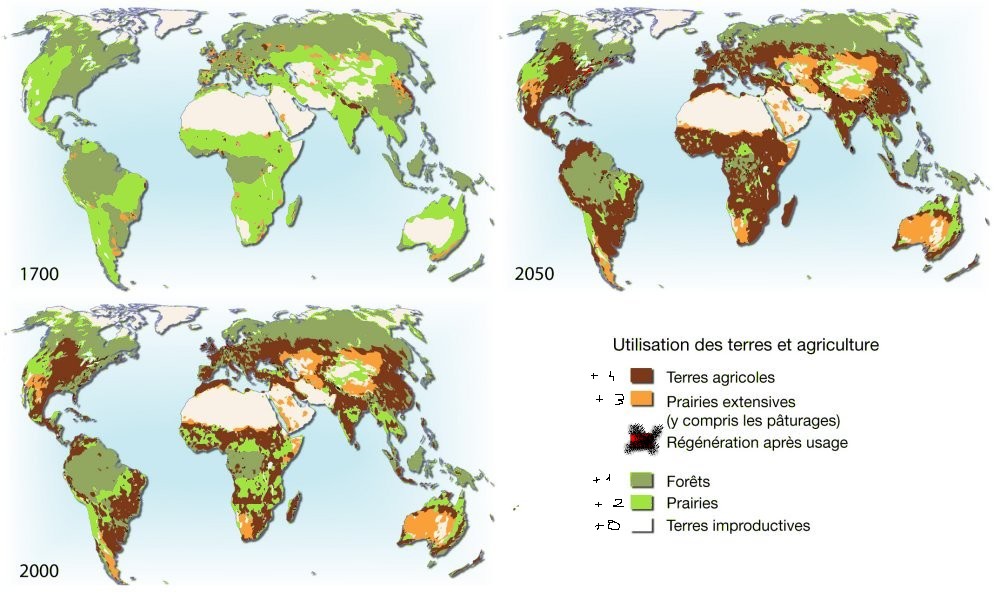 1700
2050
2000
Utilisation des terres et agriculture
+ 4 Terres agricoles
+ 3 Prairies extensives
(y compris les pâturages)
Régénération après usage
+ 1 Forêts
+ 2 Prairies
+ 0 Terres improductives